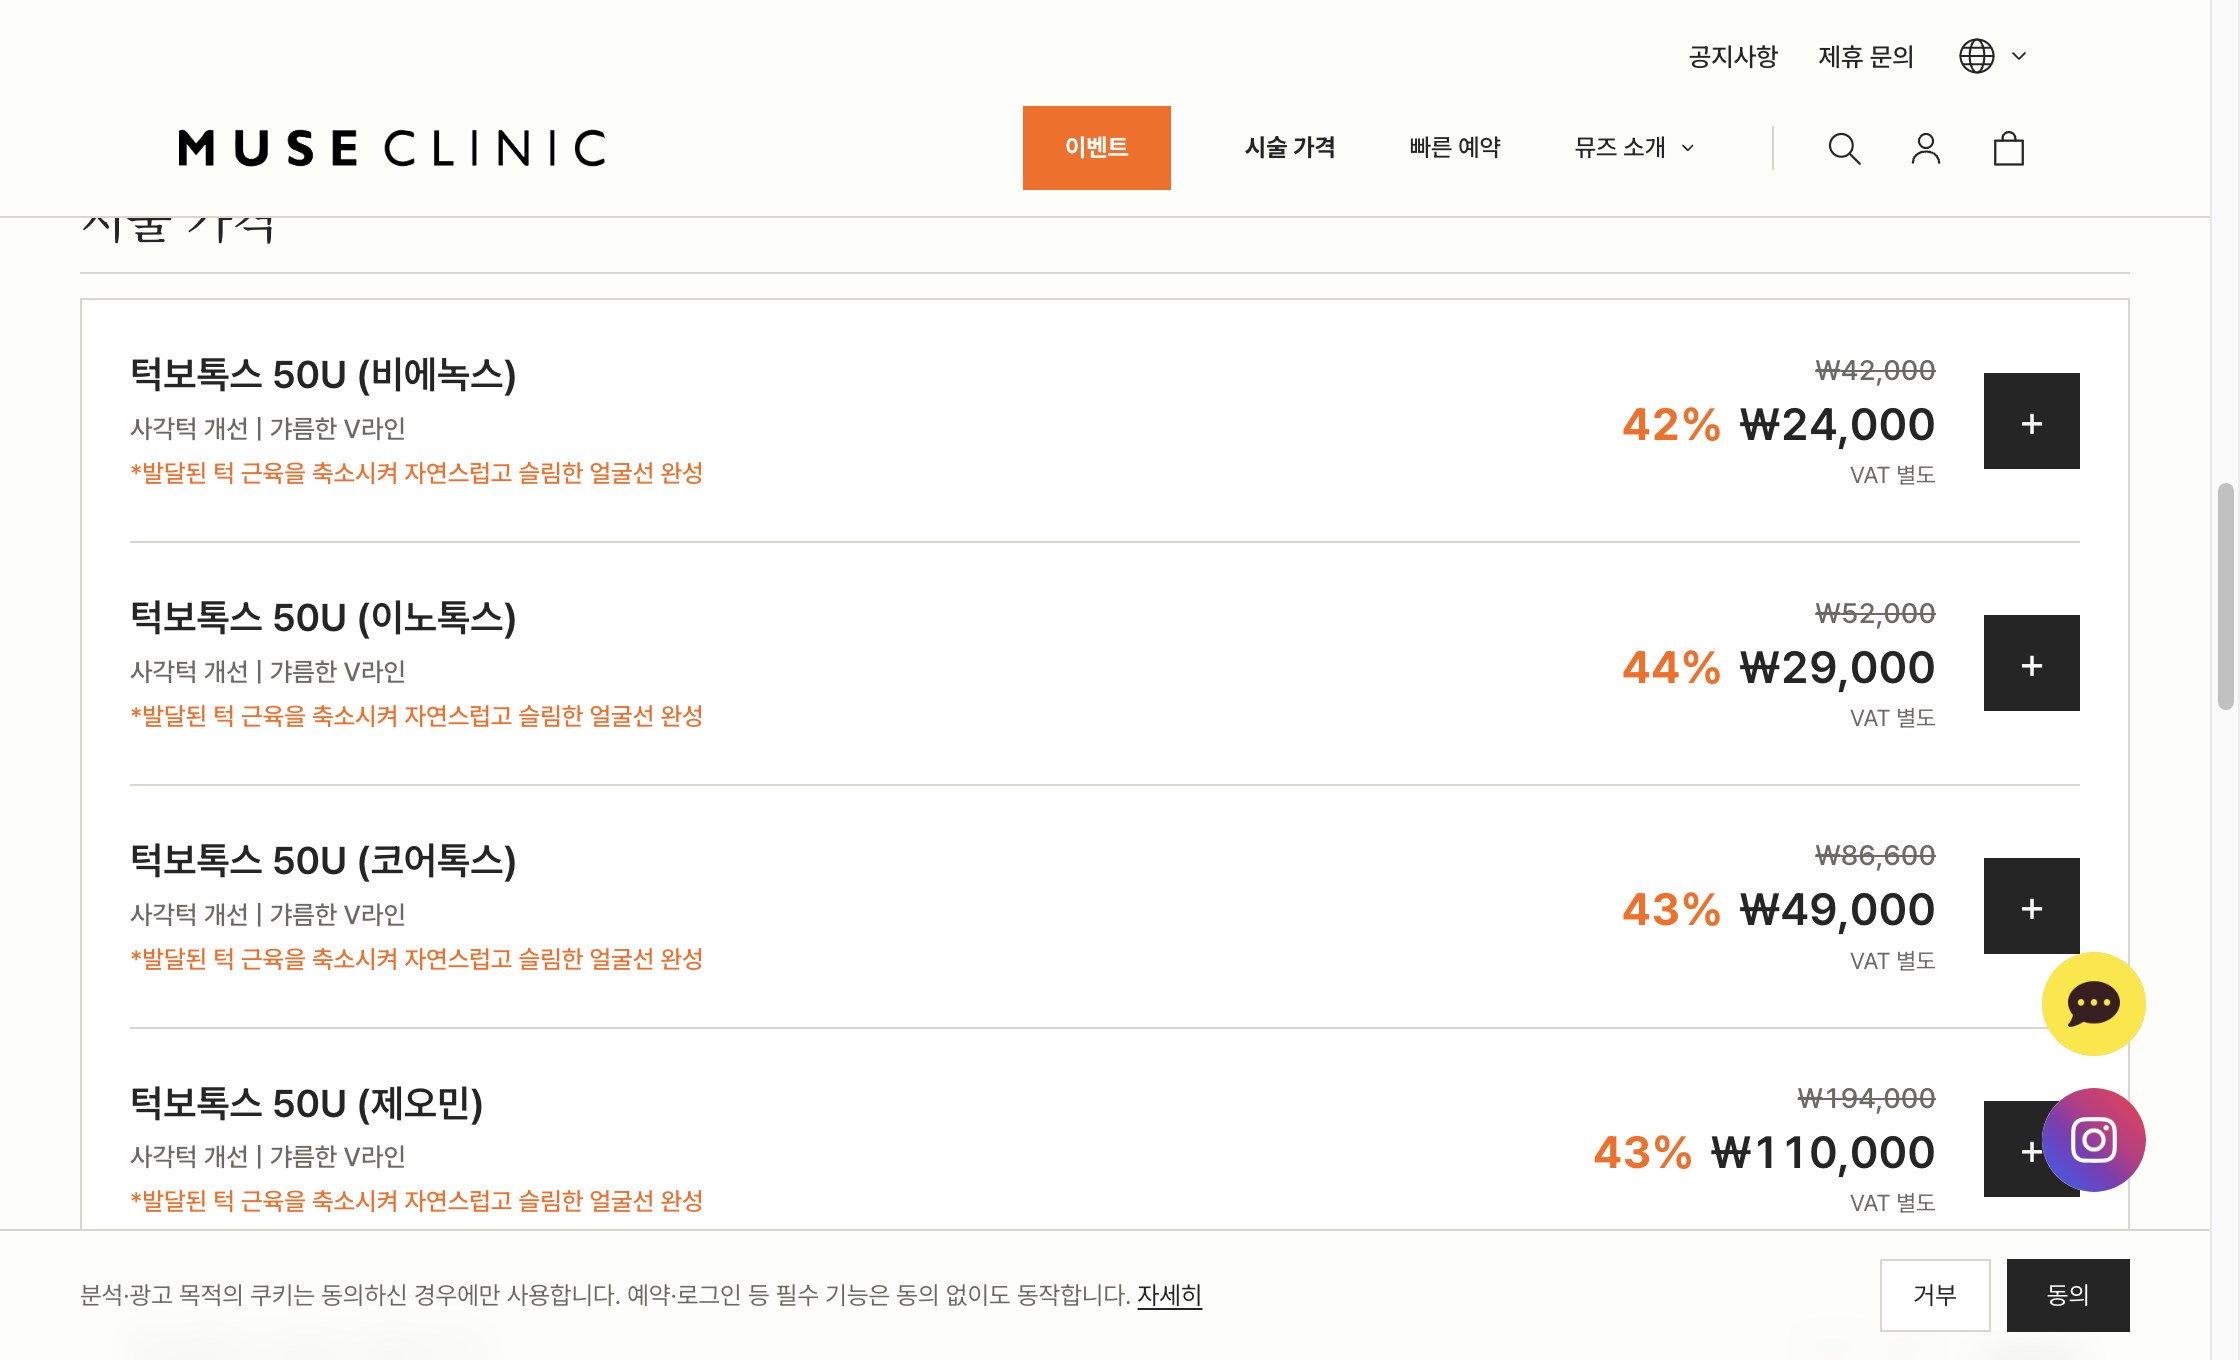 공지사항 제휴 문의
MUSE CLINIC
이벤트 시술 가격 빠른 예약 뮤즈 소개
시술 가격
턱보톡스 50U (비에녹스)
사각턱 개선 | 갸름한 V라인
*발달된 턱 근육을 축소시켜 자연스럽고 슬림한 얼굴선 완성
₩42,000
42% ₩24,000
VAT 별도
+
턱보톡스 50U (이노톡스)
사각턱 개선 | 갸름한 V라인
*발달된 턱 근육을 축소시켜 자연스럽고 슬림한 얼굴선 완성
₩52,000
44% ₩29,000
VAT 별도
+
턱보톡스 50U (코어톡스)
사각턱 개선 | 갸름한 V라인
*발달된 턱 근육을 축소시켜 자연스럽고 슬림한 얼굴선 완성
₩86,600
43% ₩49,000
VAT 별도
+
턱보톡스 50U (제오민)
사각턱 개선 | 갸름한 V라인
*발달된 턱 근육을 축소시켜 자연스럽고 슬림한 얼굴선 완성
₩194,000
43% ₩110,000
VAT 별도
+
분석·광고 목적의 쿠키는 동의하신 경우에만 사용합니다. 예약·로그인 등 필수 기능은 동의 없이도 동작합니다. 자세히
거부 동의